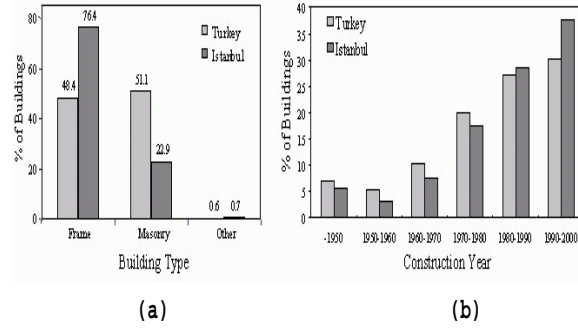 80
60
40
20
0
% of Buildings
76.4
Turkey
Istanbul
48.4
51.1
22.9
0.6 0.7
Frame Masonry Other
Building Type
(a)
40
35
30
25
20
15
10
5
0
% of Buildings
Turkey
Istanbul
-1950 1950-1960 1960-1970 1970-1980 1980-1990 1990-2000
Construction Year
(b)